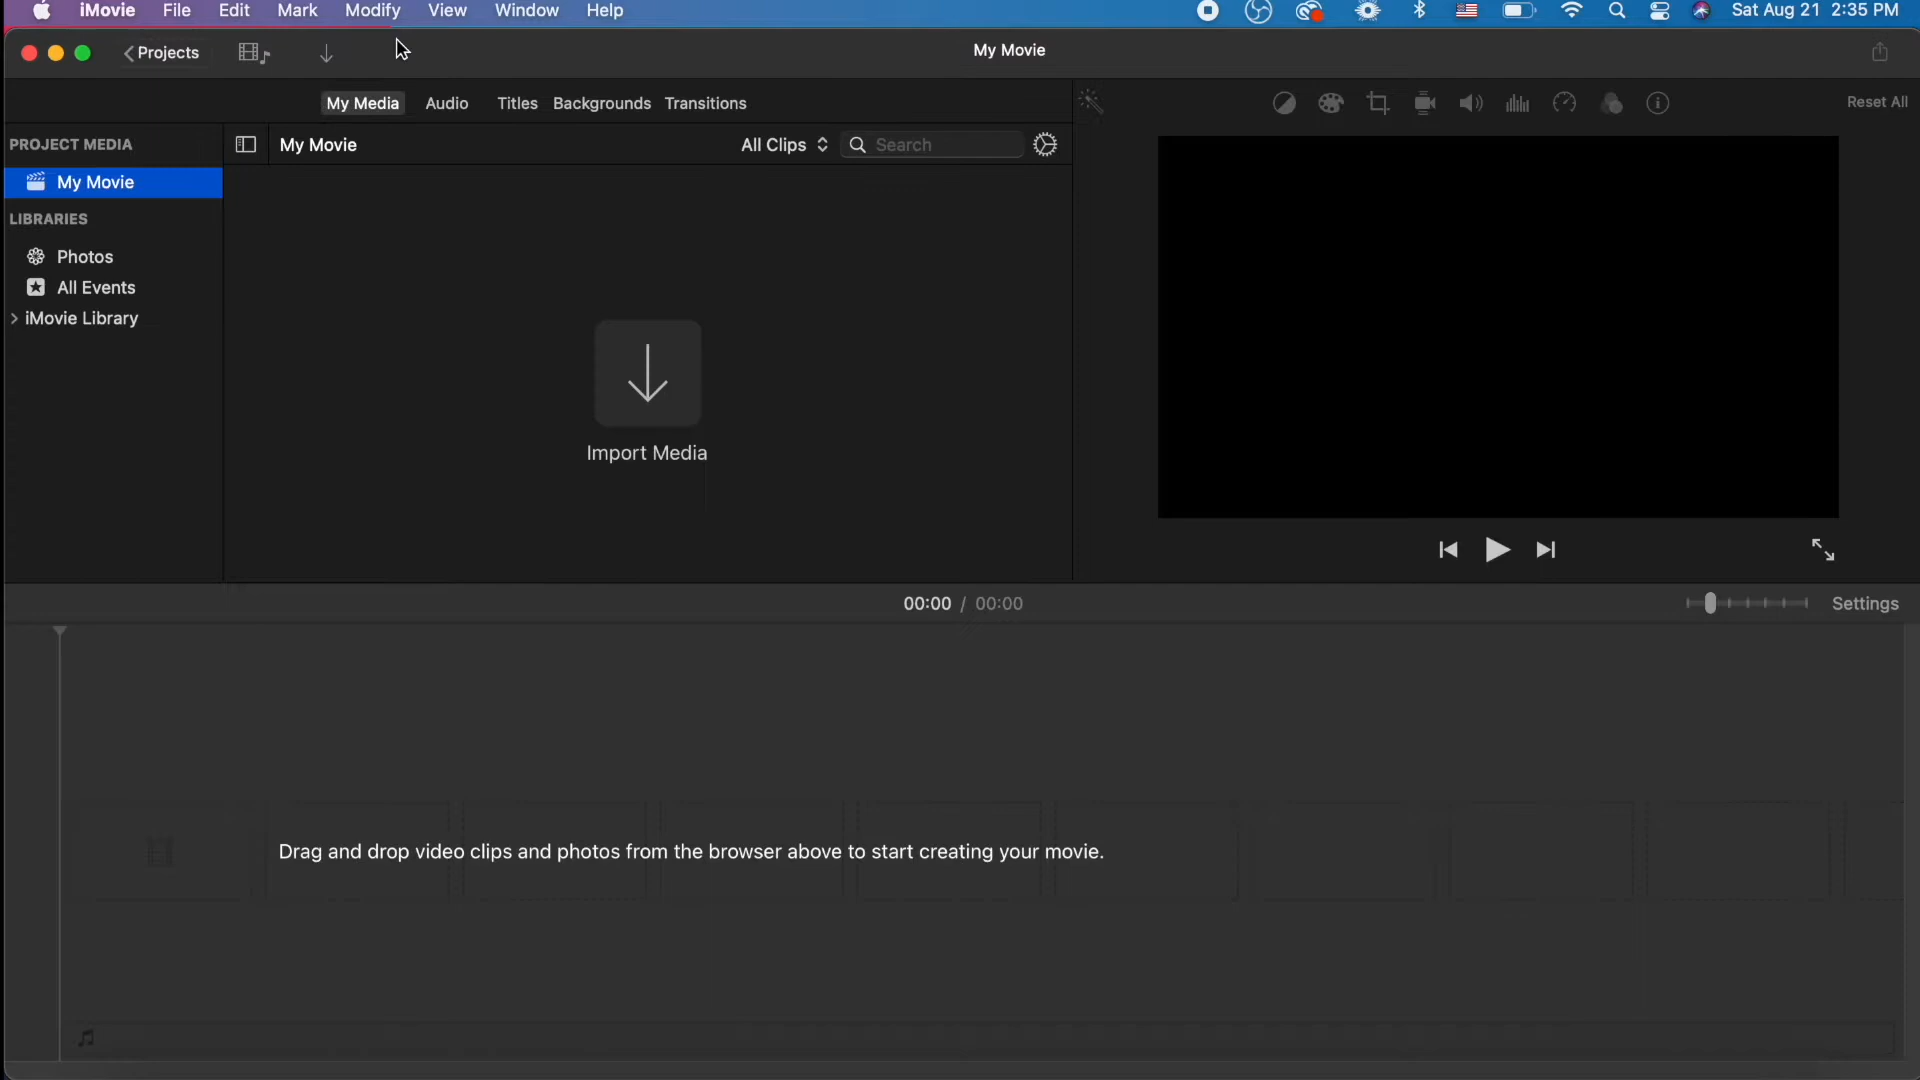 iMovie File Edit Mark Modify View Window Help Sat Aug 21 2:35 PM
Projects My Movie
My Media Audio Titles Backgrounds Transitions Reset All
PROJECT MEDIA My Movie All Clips Search
My Movie
LIBRARIES
Photos
All Events
iMovie Library
Import Media
00:00 / 00:00 Settings
Drag and drop video clips and photos from the browser above to start creating your movie.